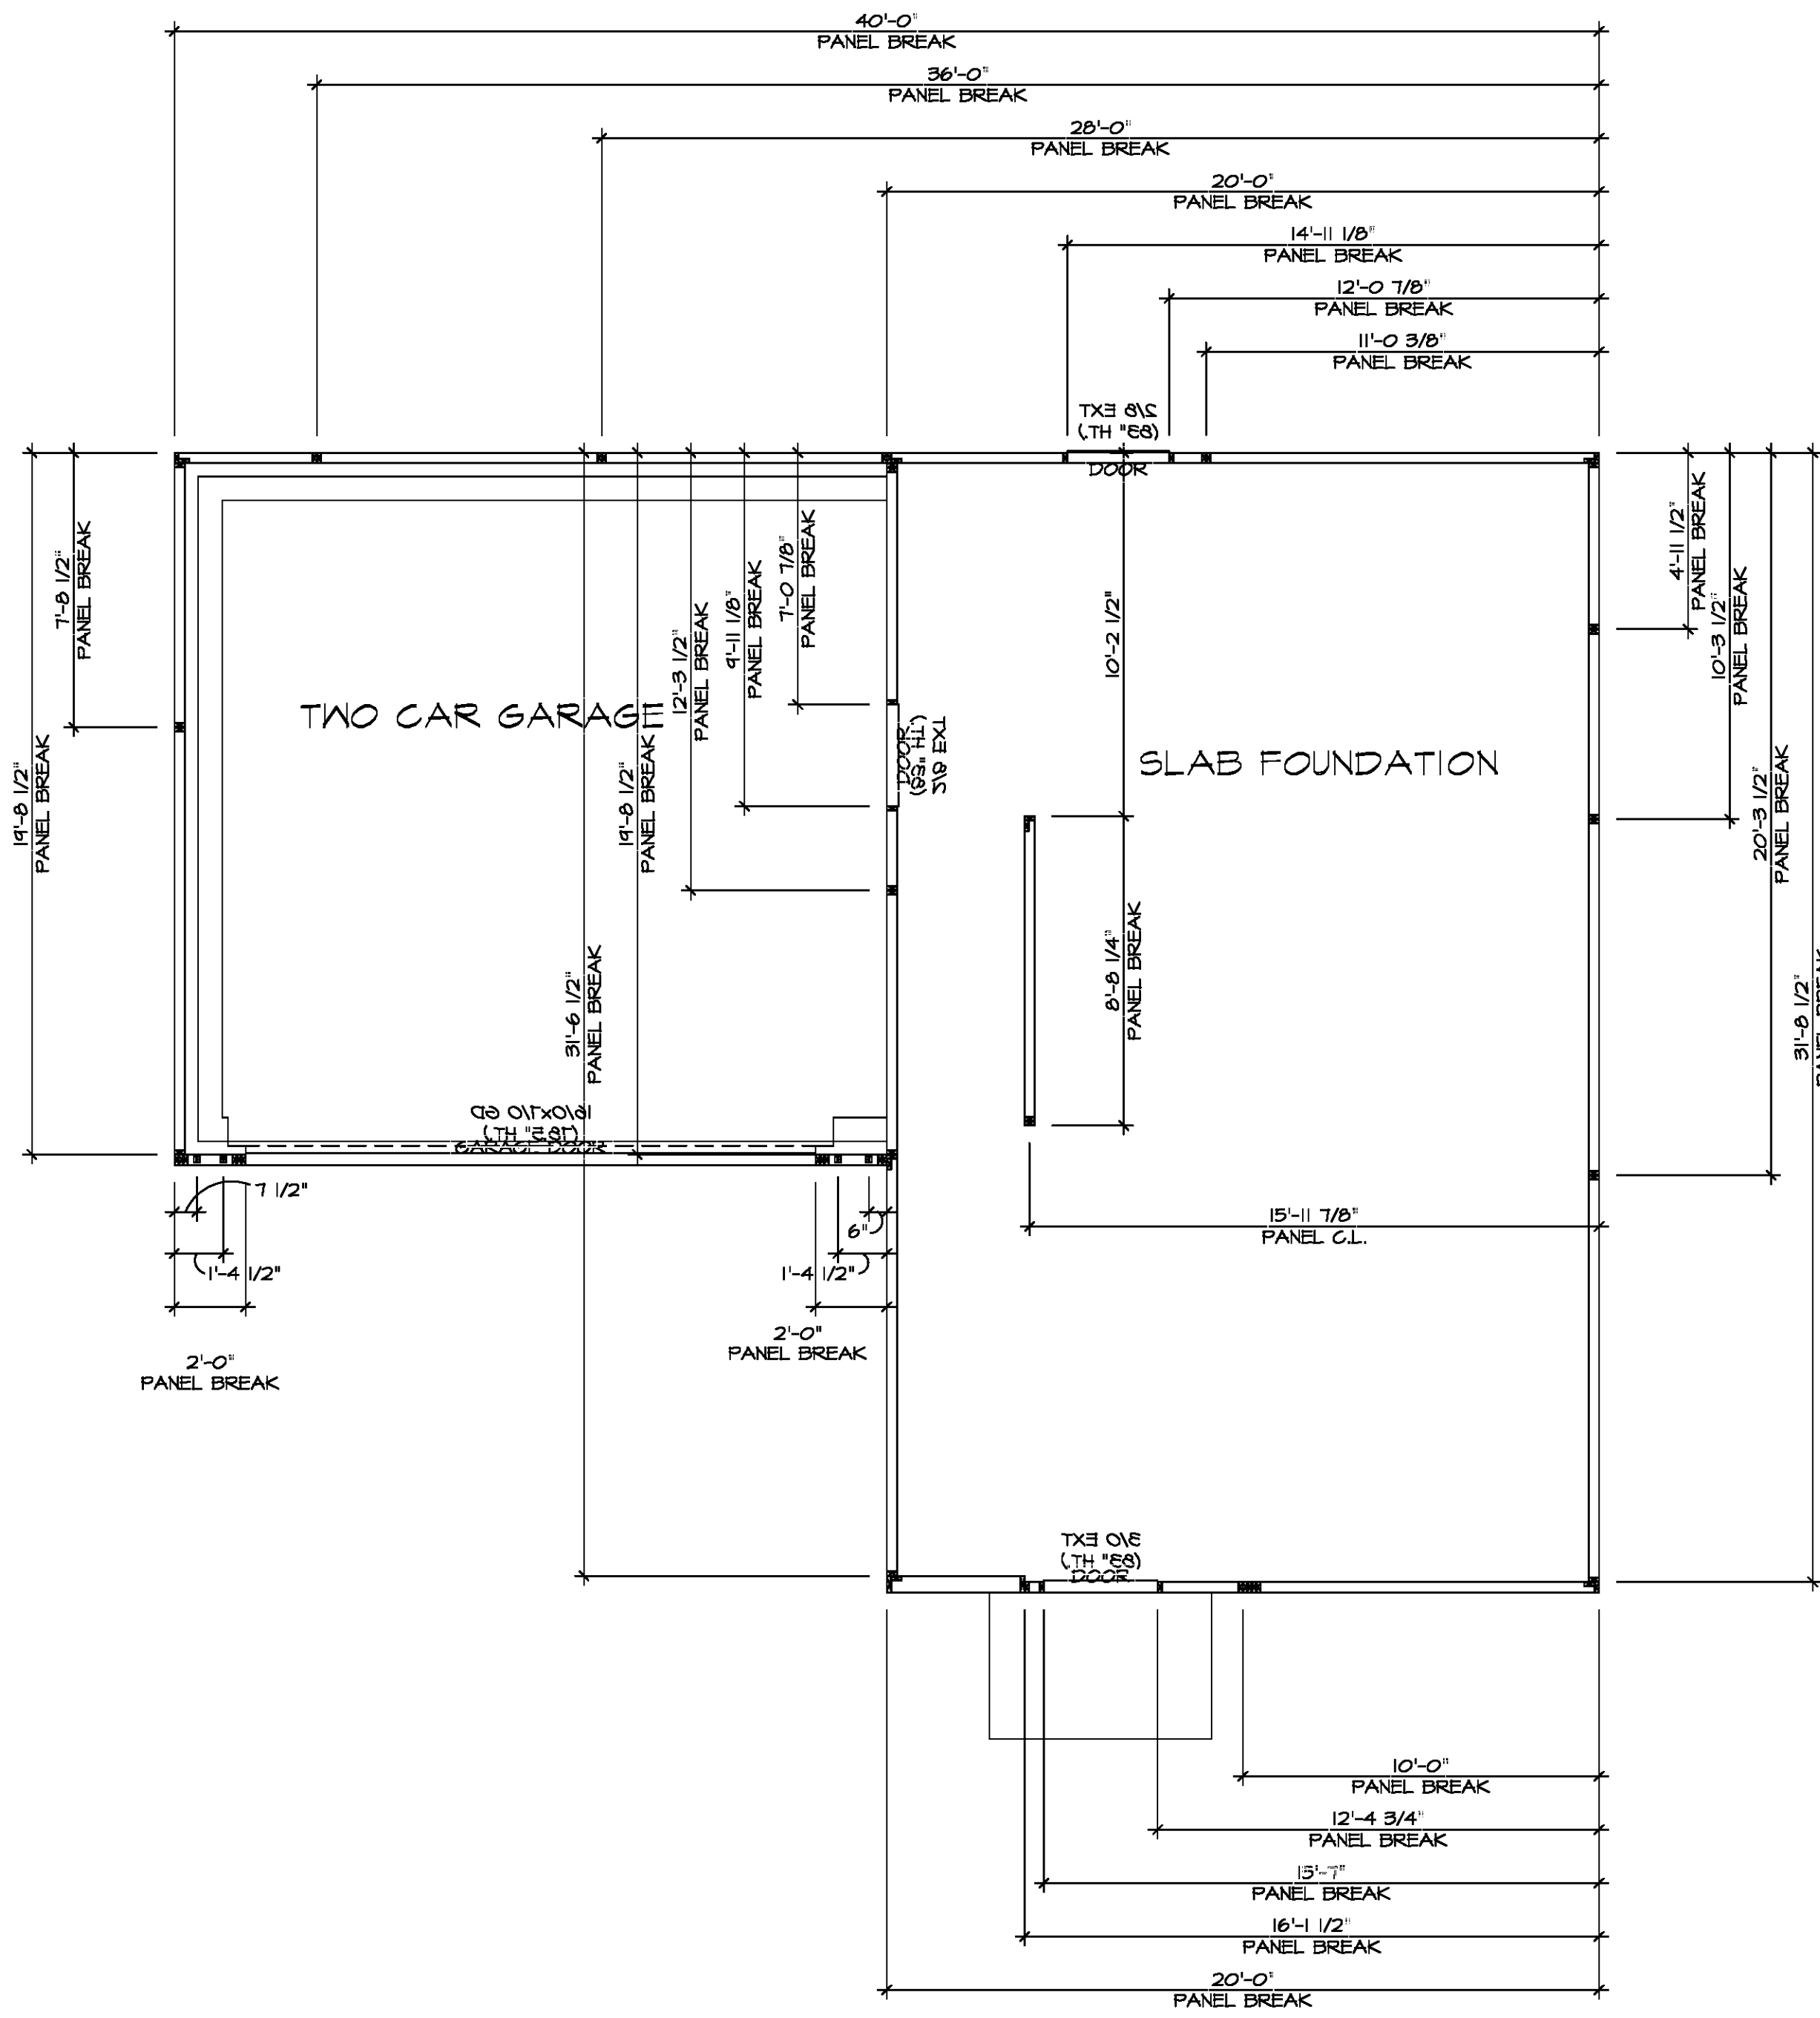 40'-0"
PANEL BREAK
36'-0"
PANEL BREAK
28'-0"
PANEL BREAK
20'-0"
PANEL BREAK
14'-11 1/8"
PANEL BREAK
12'-0 7/8"
PANEL BREAK
11'-0 3/8"
PANEL BREAK
2/8 EXT
(83" HT.)
DOOR
7'-8 1/2"
PANEL BREAK
19'-8 1/2"
PANEL BREAK
TWO CAR GARAGE
31'-6 1/2"
PANEL BREAK
19'-8 1/2"
PANEL BREAK
12'-3 1/2"
PANEL BREAK
9'-11 1/8"
PANEL BREAK
7'-0 7/8"
PANEL BREAK
DOOR
(83" HT.)
2/8 EXT
10'-2 1/2"
SLAB FOUNDATION
8'-8 1/4"
PANEL BREAK
4'-11 1/2"
PANEL BREAK
10'-3 1/2"
PANEL BREAK
20'-3 1/2"
PANEL BREAK
31'-8 1/2"
PANEL BREAK
16/0x7/0 GD
GARAGE DOOR
7 1/2"
1'-4 1/2"
2'-0"
PANEL BREAK
6"
1'-4 1/2"
2'-0"
PANEL BREAK
15'-11 7/8"
PANEL C.L.
3/0 EXT
(83" HT.)
DOOR
10'-0"
PANEL BREAK
12'-4 3/4"
PANEL BREAK
15'-7"
PANEL BREAK
16'-1 1/2"
PANEL BREAK
20'-0"
PANEL BREAK